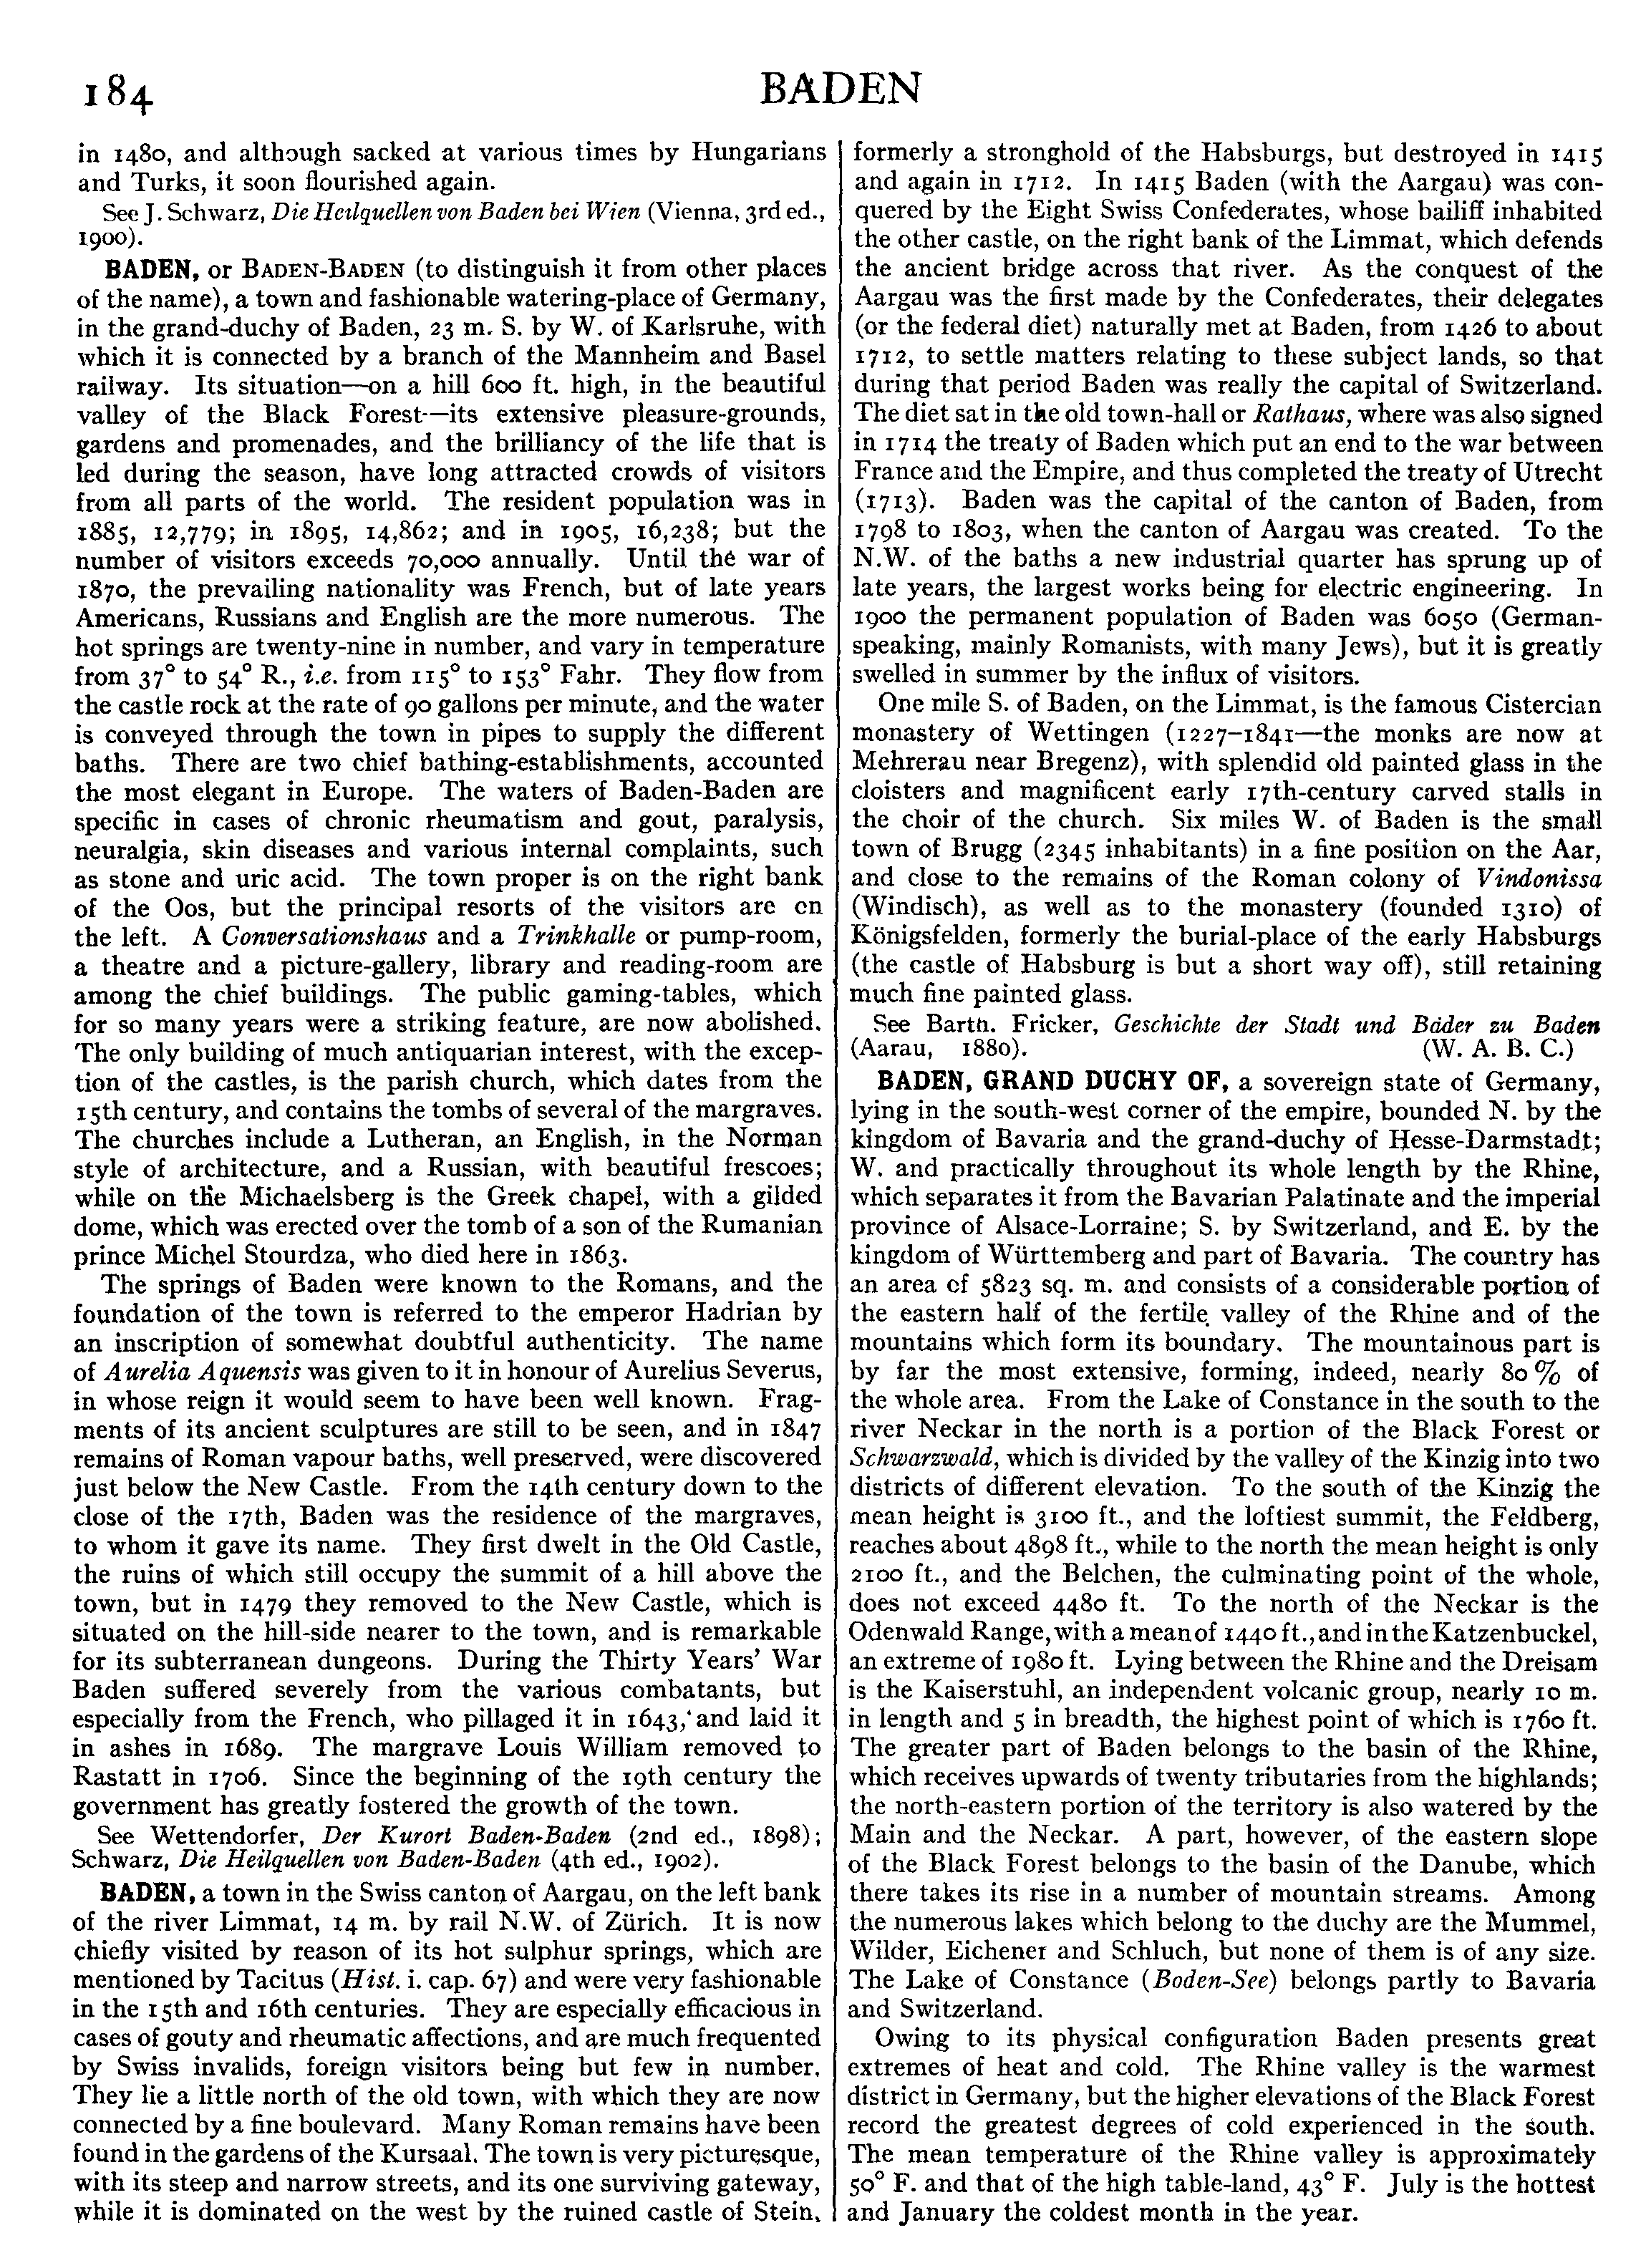 184
BADEN
in 1480, and although sacked at various times by Hungarians
and Turks, it soon flourished again.
See J. Schwarz, Die Heilquellen von Baden bei Wien (Vienna, 3rd ed.,
1900).
BADEN, or BADEN-BADEN (to distinguish it from other places
of the name), a town and fashionable watering-place of Germany,
in the grand-duchy of Baden, 23 m. S. by W. of Karlsruhe, with
which it is connected by a branch of the Mannheim and Basel
railway. Its situation—on a hill 600 ft. high, in the beautiful
valley of the Black Forest—its extensive pleasure-grounds,
gardens and promenades, and the brilliancy of the life that is
led during the season, have long attracted crowds of visitors
from all parts of the world. The resident population was in
1885, 12,779; in 1895, 14,862; and in 1905, 16,238; but the
number of visitors exceeds 70,000 annually. Until the war of
1870, the prevailing nationality was French, but of late years
Americans, Russians and English are the more numerous. The
hot springs are twenty-nine in number, and vary in temperature
from 37° to 54° R., i.e. from 115° to 153° Fahr. They flow from
the castle rock at the rate of 90 gallons per minute, and the water
is conveyed through the town in pipes to supply the different
baths. There are two chief bathing-establishments, accounted
the most elegant in Europe. The waters of Baden-Baden are
specific in cases of chronic rheumatism and gout, paralysis,
neuralgia, skin diseases and various internal complaints, such
as stone and uric acid. The town proper is on the right bank
of the Oos, but the principal resorts of the visitors are on
the left. A Conversationshaus and a Trinkhalle or pump-room,
a theatre and a picture-gallery, library and reading-room are
among the chief buildings. The public gaming-tables, which
for so many years were a striking feature, are now abolished.
The only building of much antiquarian interest, with the excep-
tion of the castles, is the parish church, which dates from the
15th century, and contains the tombs of several of the margraves.
The churches include a Lutheran, an English, in the Norman
style of architecture, and a Russian, with beautiful frescoes;
while on the Michaelsberg is the Greek chapel, with a gilded
dome, which was erected over the tomb of a son of the Rumanian
prince Michel Stourdza, who died here in 1863.
The springs of Baden were known to the Romans, and the
foundation of the town is referred to the emperor Hadrian by
an inscription of somewhat doubtful authenticity. The name
of Aurelia Aquensis was given to it in honour of Aurelius Severus,
in whose reign it would seem to have been well known. Frag-
ments of its ancient sculptures are still to be seen, and in 1847
remains of Roman vapour baths, well preserved, were discovered
just below the New Castle. From the 14th century down to the
close of the 17th, Baden was the residence of the margraves,
to whom it gave its name. They first dwelt in the Old Castle,
the ruins of which still occupy the summit of a hill above the
town, but in 1479 they removed to the New Castle, which is
situated on the hill-side nearer to the town, and is remarkable
for its subterranean dungeons. During the Thirty Years' War
Baden suffered severely from the various combatants, but
especially from the French, who pillaged it in 1643, and laid it
in ashes in 1689. The margrave Louis William removed to
Rastatt in 1706. Since the beginning of the 19th century the
government has greatly fostered the growth of the town.
See Wettendorfer, Der Kurort Baden-Baden (2nd ed., 1898);
Schwarz, Die Heilquellen von Baden-Baden (4th ed., 1902).
BADEN, a town in the Swiss canton of Aargau, on the left bank
of the river Limmat, 14 m. by rail N.W. of Zürich. It is now
chiefly visited by reason of its hot sulphur springs, which are
mentioned by Tacitus (Hist. i. cap. 67) and were very fashionable
in the 15th and 16th centuries. They are especially efficacious in
cases of gouty and rheumatic affections, and are much frequented
by Swiss invalids, foreign visitors being but few in number.
They lie a little north of the old town, with which they are now
connected by a fine boulevard. Many Roman remains have been
found in the gardens of the Kursaal. The town is very picturesque,
with its steep and narrow streets, and its one surviving gateway,
while it is dominated on the west by the ruined castle of Stein,
formerly a stronghold of the Habsburgs, but destroyed in 1415
and again in 1712. In 1415 Baden (with the Aargau) was con-
quered by the Eight Swiss Confederates, whose bailiff inhabited
the other castle, on the right bank of the Limmat, which defends
the ancient bridge across that river. As the conquest of the
Aargau was the first made by the Confederates, their delegates
(or the federal diet) naturally met at Baden, from 1426 to about
1712, to settle matters relating to these subject lands, so that
during that period Baden was really the capital of Switzerland.
The diet sat in the old town-hall or Rathaus, where was also signed
in 1714 the treaty of Baden which put an end to the war between
France and the Empire, and thus completed the treaty of Utrecht
(1713). Baden was the capital of the canton of Baden, from
1798 to 1803, when the canton of Aargau was created. To the
N.W. of the baths a new industrial quarter has sprung up of
late years, the largest works being for electric engineering. In
1900 the permanent population of Baden was 6050 (German-
speaking, mainly Romanists, with many Jews), but it is greatly
swelled in summer by the influx of visitors.
One mile S. of Baden, on the Limmat, is the famous Cistercian
monastery of Wettingen (1227–1841—the monks are now at
Mehrerau near Bregenz), with splendid old painted glass in the
cloisters and magnificent early 17th-century carved stalls in
the choir of the church. Six miles W. of Baden is the small
town of Brugg (2345 inhabitants) in a fine position on the Aar,
and close to the remains of the Roman colony of Vindonissa
(Windisch), as well as to the monastery (founded 1310) of
Königsfelden, formerly the burial-place of the early Habsburgs
(the castle of Habsburg is but a short way off), still retaining
much fine painted glass.
See Barth. Fricker, Geschichte der Stadt und Bäder zu Baden
(Aarau, 1880). (W. A. B. C.)
BADEN, GRAND DUCHY OF, a sovereign state of Germany,
lying in the south-west corner of the empire, bounded N. by the
kingdom of Bavaria and the grand-duchy of Hesse-Darmstadt;
W. and practically throughout its whole length by the Rhine,
which separates it from the Bavarian Palatinate and the imperial
province of Alsace-Lorraine; S. by Switzerland, and E. by the
kingdom of Württemberg and part of Bavaria. The country has
an area of 5823 sq. m. and consists of a considerable portion of
the eastern half of the fertile valley of the Rhine and of the
mountains which form its boundary. The mountainous part is
by far the most extensive, forming, indeed, nearly 80 % of
the whole area. From the Lake of Constance in the south to the
river Neckar in the north is a portion of the Black Forest or
Schwarzwald, which is divided by the valley of the Kinzig into two
districts of different elevation. To the south of the Kinzig the
mean height is 3100 ft., and the loftiest summit, the Feldberg,
reaches about 4898 ft., while to the north the mean height is only
2100 ft., and the Belchen, the culminating point of the whole,
does not exceed 4480 ft. To the north of the Neckar is the
Odenwald Range, with a mean of 1440 ft., and in the Katzenbuckel,
an extreme of 1980 ft. Lying between the Rhine and the Dreisam
is the Kaiserstuhl, an independent volcanic group, nearly 10 m.
in length and 5 in breadth, the highest point of which is 1760 ft.
The greater part of Baden belongs to the basin of the Rhine,
which receives upwards of twenty tributaries from the highlands;
the north-eastern portion of the territory is also watered by the
Main and the Neckar. A part, however, of the eastern slope
of the Black Forest belongs to the basin of the Danube, which
there takes its rise in a number of mountain streams. Among
the numerous lakes which belong to the duchy are the Mummel,
Wilder, Eichener and Schluch, but none of them is of any size.
The Lake of Constance (Boden-See) belongs partly to Bavaria
and Switzerland.
Owing to its physical configuration Baden presents great
extremes of heat and cold. The Rhine valley is the warmest
district in Germany, but the higher elevations of the Black Forest
record the greatest degrees of cold experienced in the south.
The mean temperature of the Rhine valley is approximately
50° F. and that of the high table-land, 43° F. July is the hottest
and January the coldest month in the year.